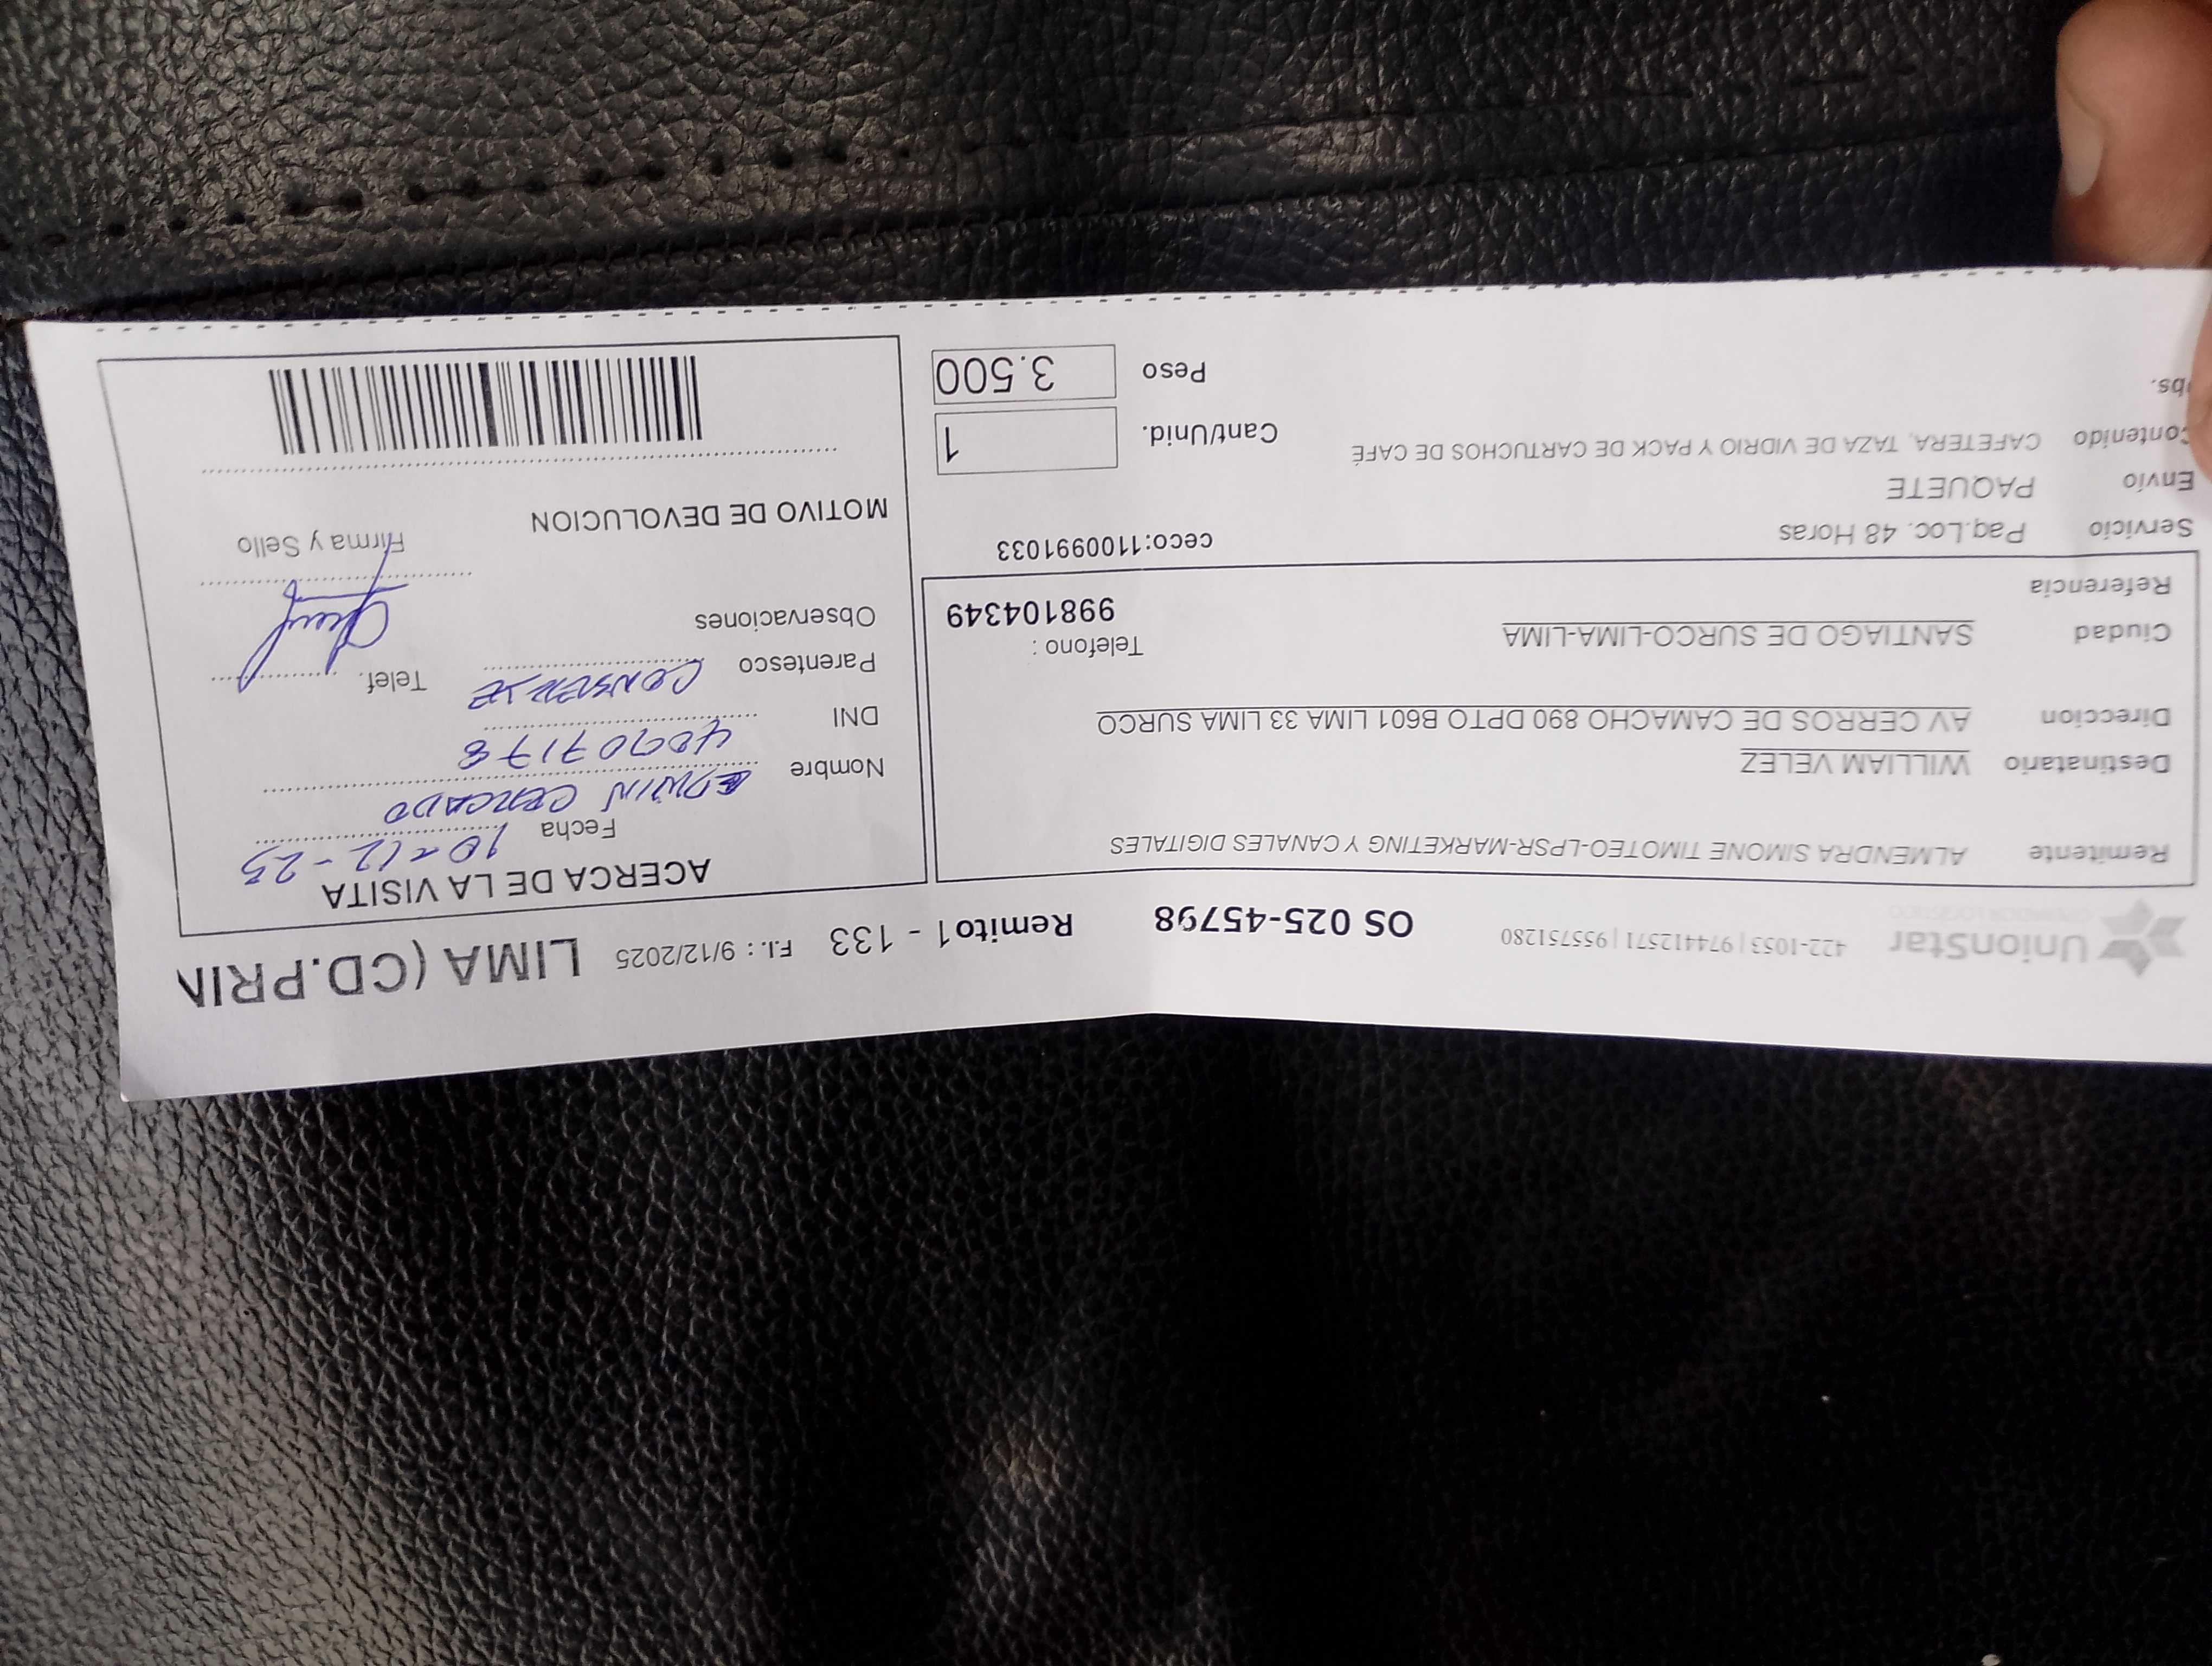 UnionStar 422-1053 | 974412571 | 955751280 OS 025-45798 Remito1 - 133 F.I.: 9/12/2025 LIMA (CD.PRIN
Remitente ALMENDRA SIMONE TIMOTEO-LPSR-MARKETING Y CANALES DIGITALES
Destinatario WILLIAM VELEZ
Direccion AV CERROS DE CAMACHO 890 DPTO B601 LIMA 33 LIMA SURCO
Ciudad SANTIAGO DE SURCO-LIMA-LIMA
Telefono :
998104349
Referencia
Servicio Paq.Loc. 48 Horas
ceco:1100991033
Envio PAQUETE
Contenido CAFETERA, TAZA DE VIDRIO Y PACK DE CARTUCHOS DE CAFÉ
Cant/Unid. 1
Obs.
Peso 3.500
ACERCA DE LA VISITA
Fecha 10-12-25
Nombre EDWIN CERCADO
DNI
Parentesco CONSERJE Telef.
Observaciones
Firma y Sello
MOTIVO DE DEVOLUCION